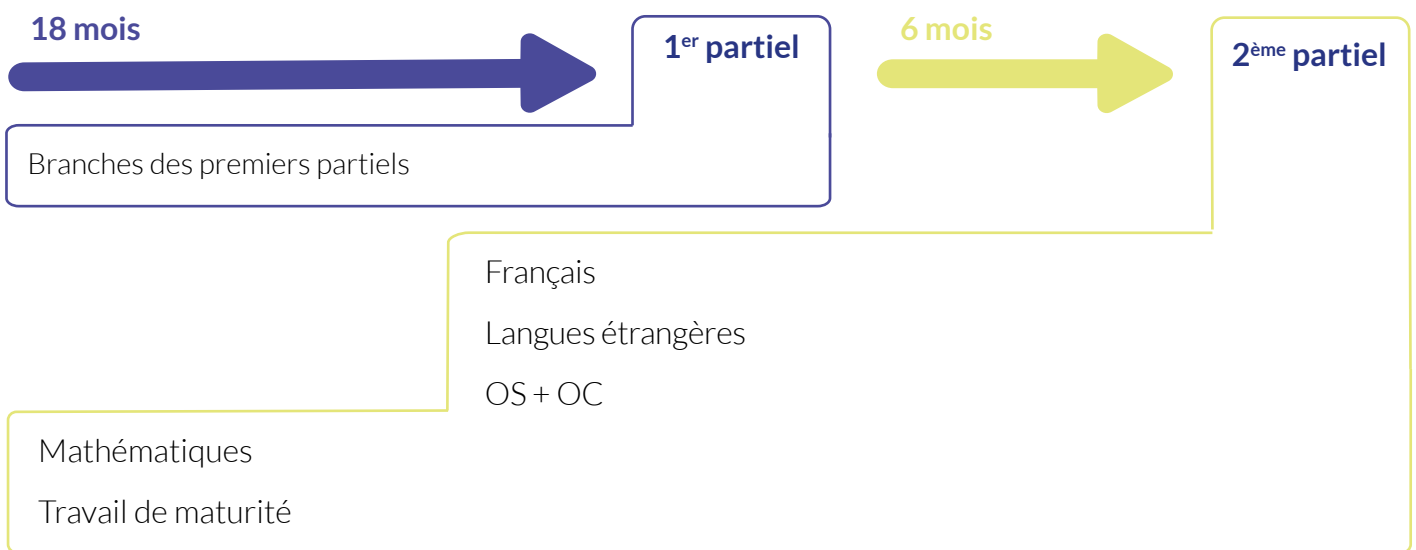 18 mois
1er partiel
6 mois
2ème partiel
Branches des premiers partiels
Français
Langues étrangères
OS + OC
Mathématiques
Travail de maturité